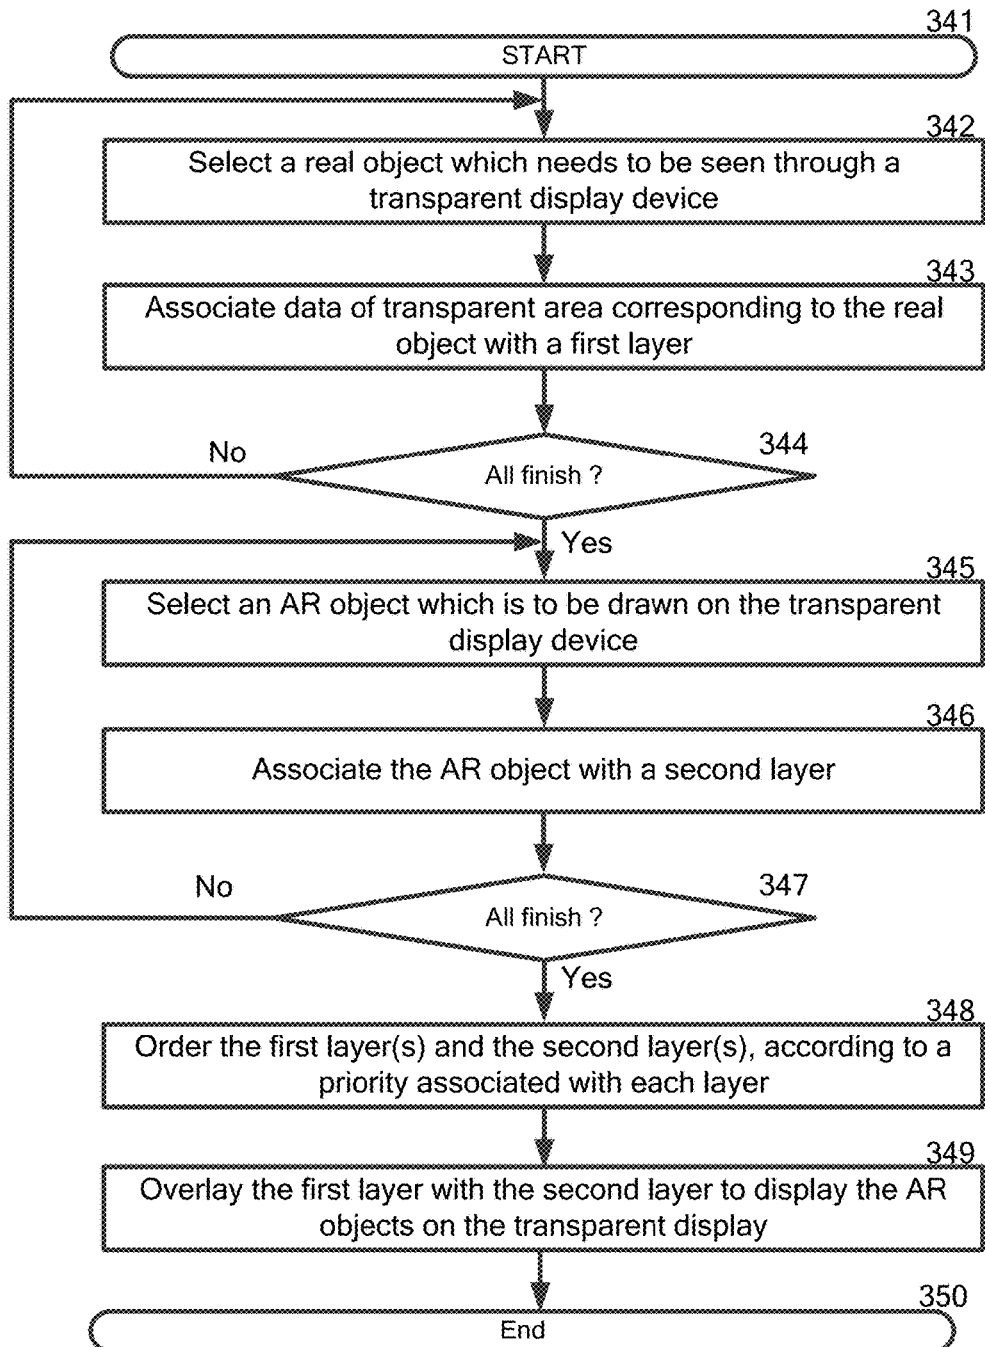 341
START
342
Select a real object which needs to be seen through a
transparent display device
343
Associate data of transparent area corresponding to the real
object with a first layer
344
No
All finish ?
Yes
345
Select an AR object which is to be drawn on the transparent
display device
346
Associate the AR object with a second layer
347
No
All finish ?
Yes
348
Order the first layer(s) and the second layer(s), according to a
priority associated with each layer
349
Overlay the first layer with the second layer to display the AR
objects on the transparent display
350
End